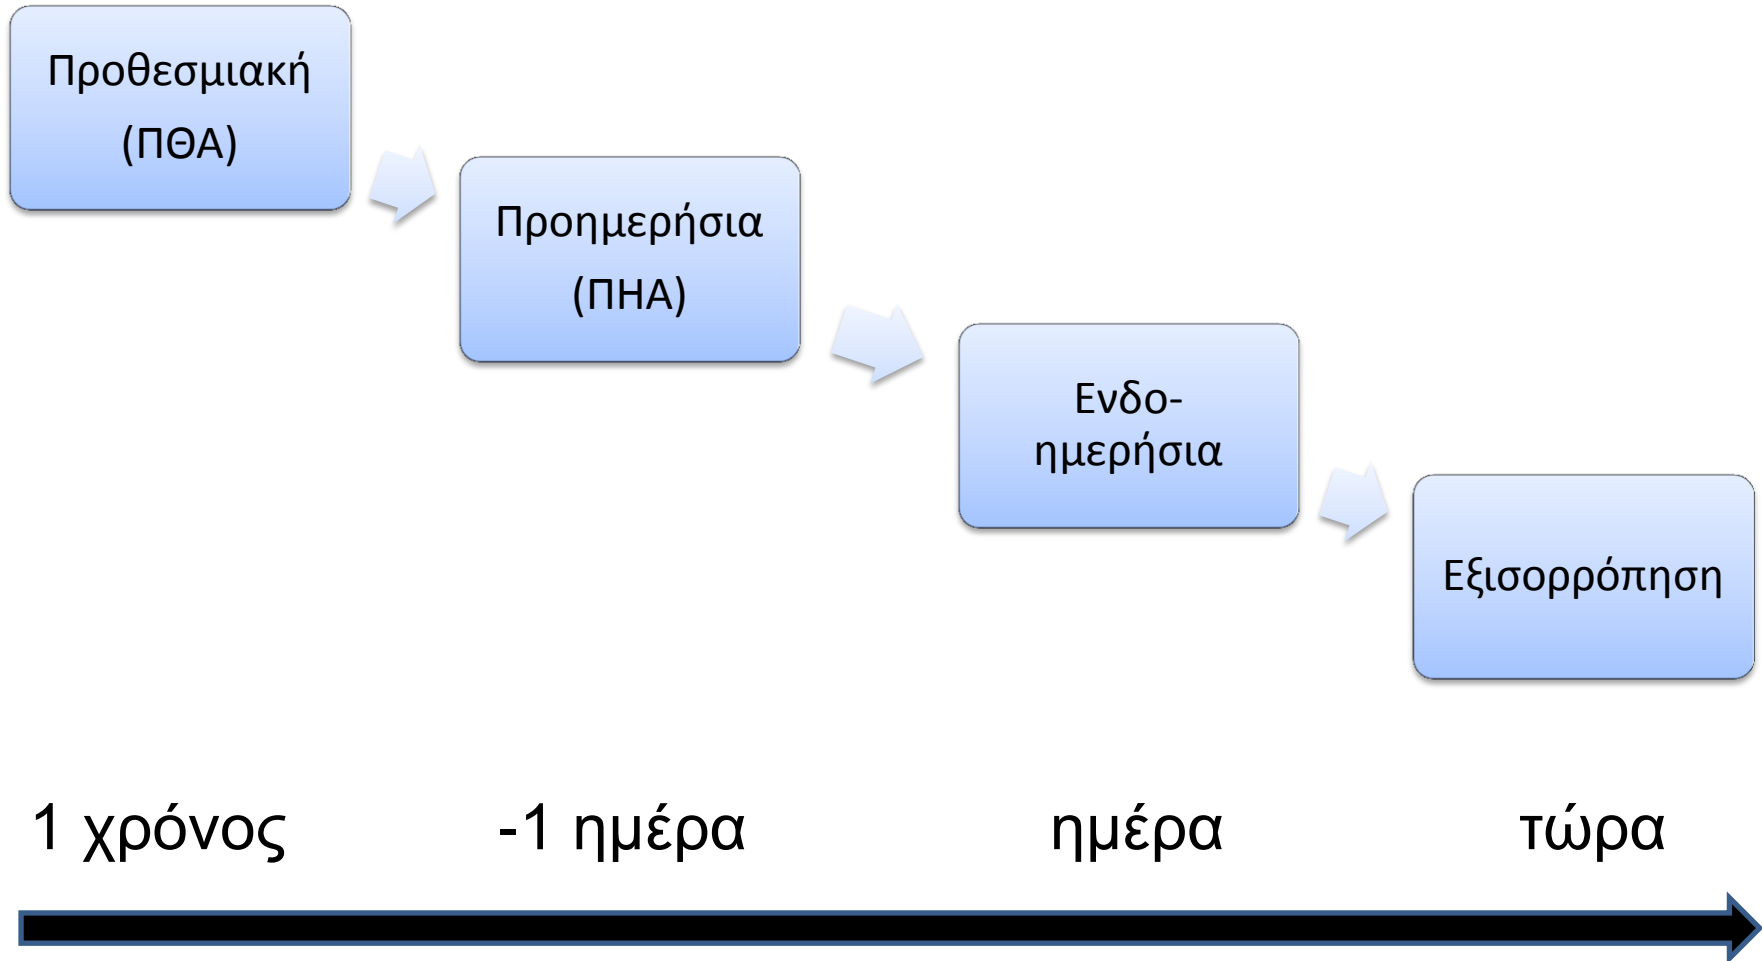 Προθεσμιακή
(ΠΘΑ)
Προημερήσια
(ΠΗΑ)
Ενδο-
ημερήσια
Εξισορρόπηση
1 χρόνος
-1 ημέρα
ημέρα
τώρα